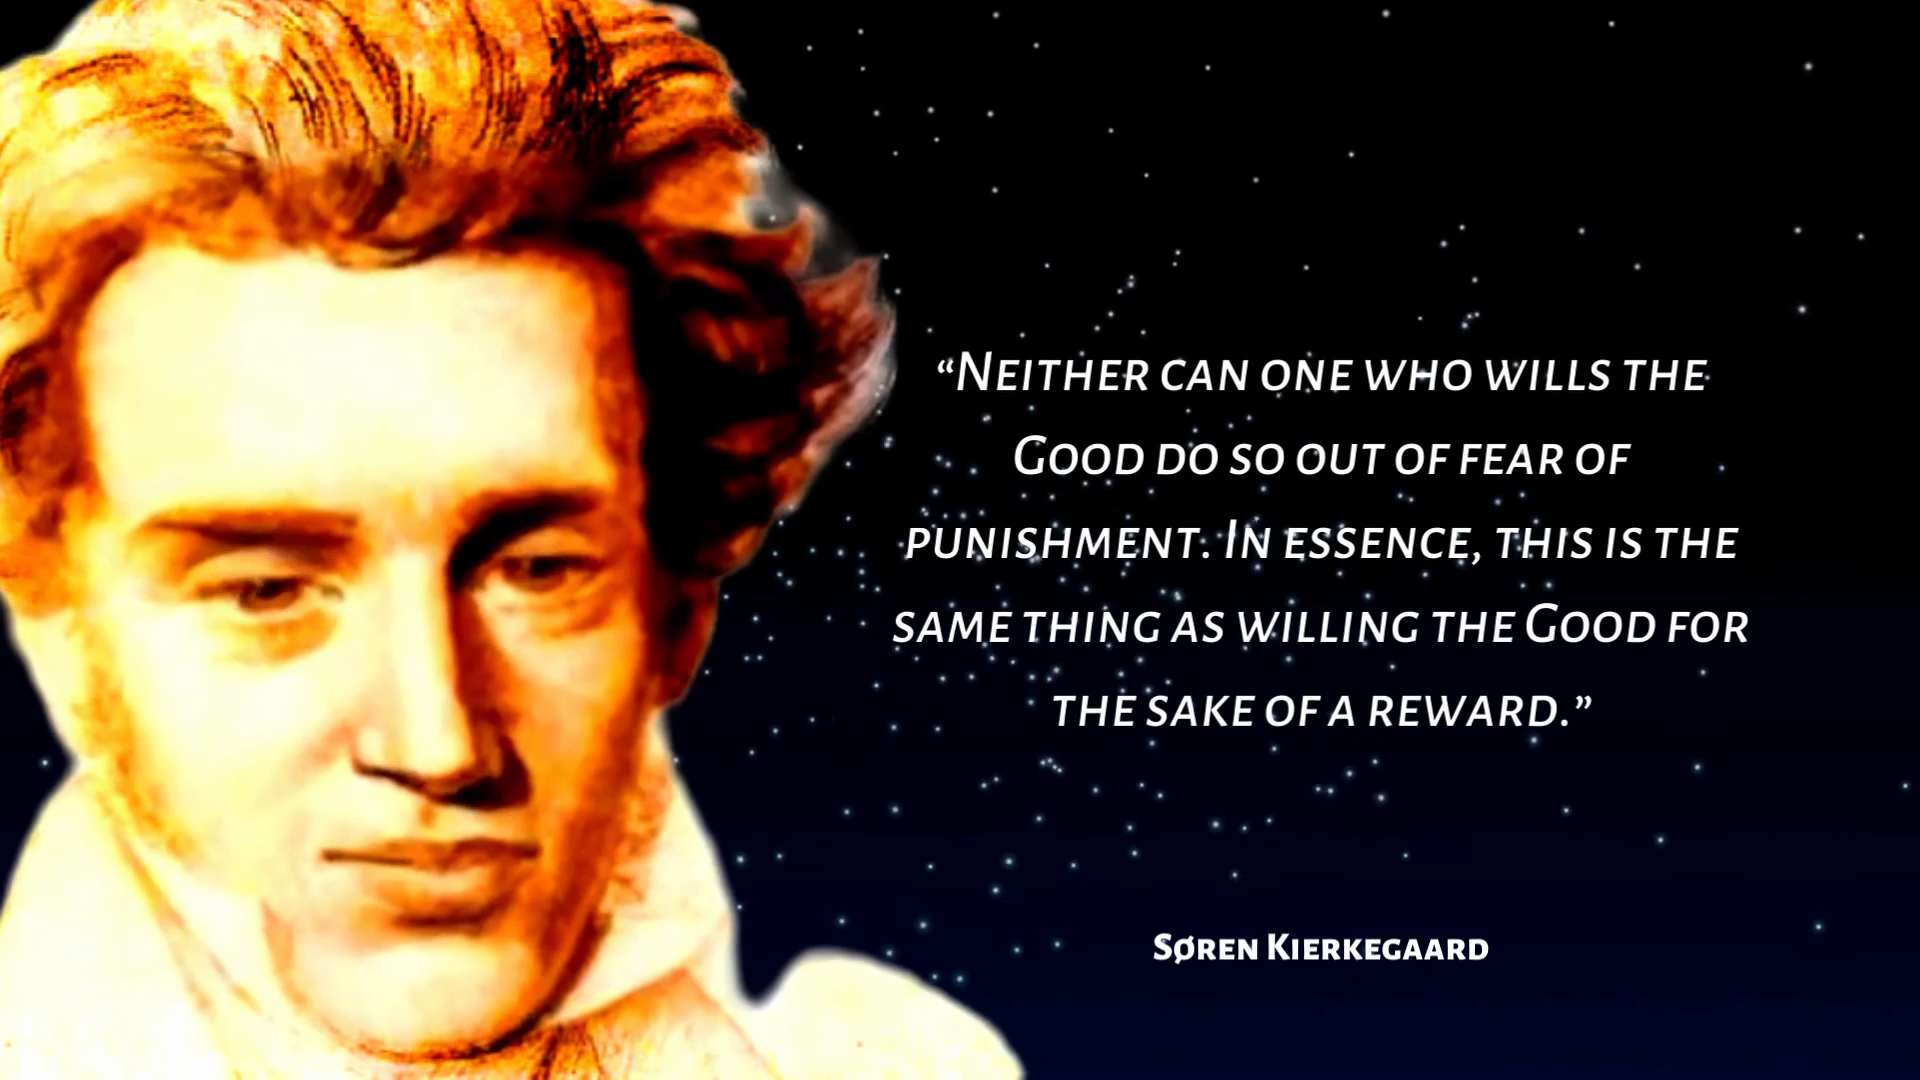 “Neither can one who wills the
Good do so out of fear of
punishment. In essence, this is the
same thing as willing the Good for
the sake of a reward.”
Søren Kierkegaard